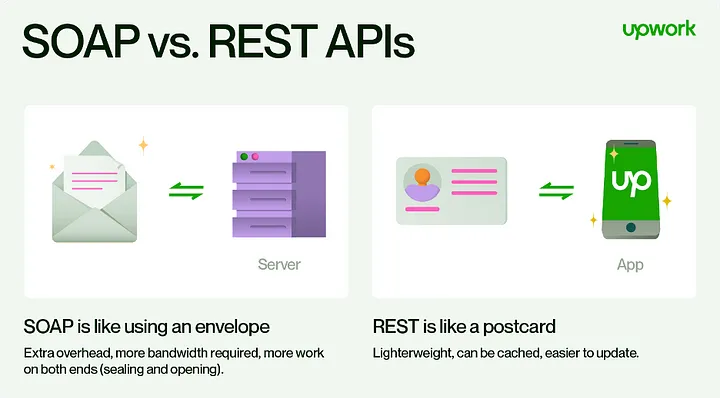 SOAP vs. REST APIs
upwork
Server
up
App
SOAP is like using an envelope
Extra overhead, more bandwidth required, more work
on both ends (sealing and opening).
REST is like a postcard
Lighterweight, can be cached, easier to update.